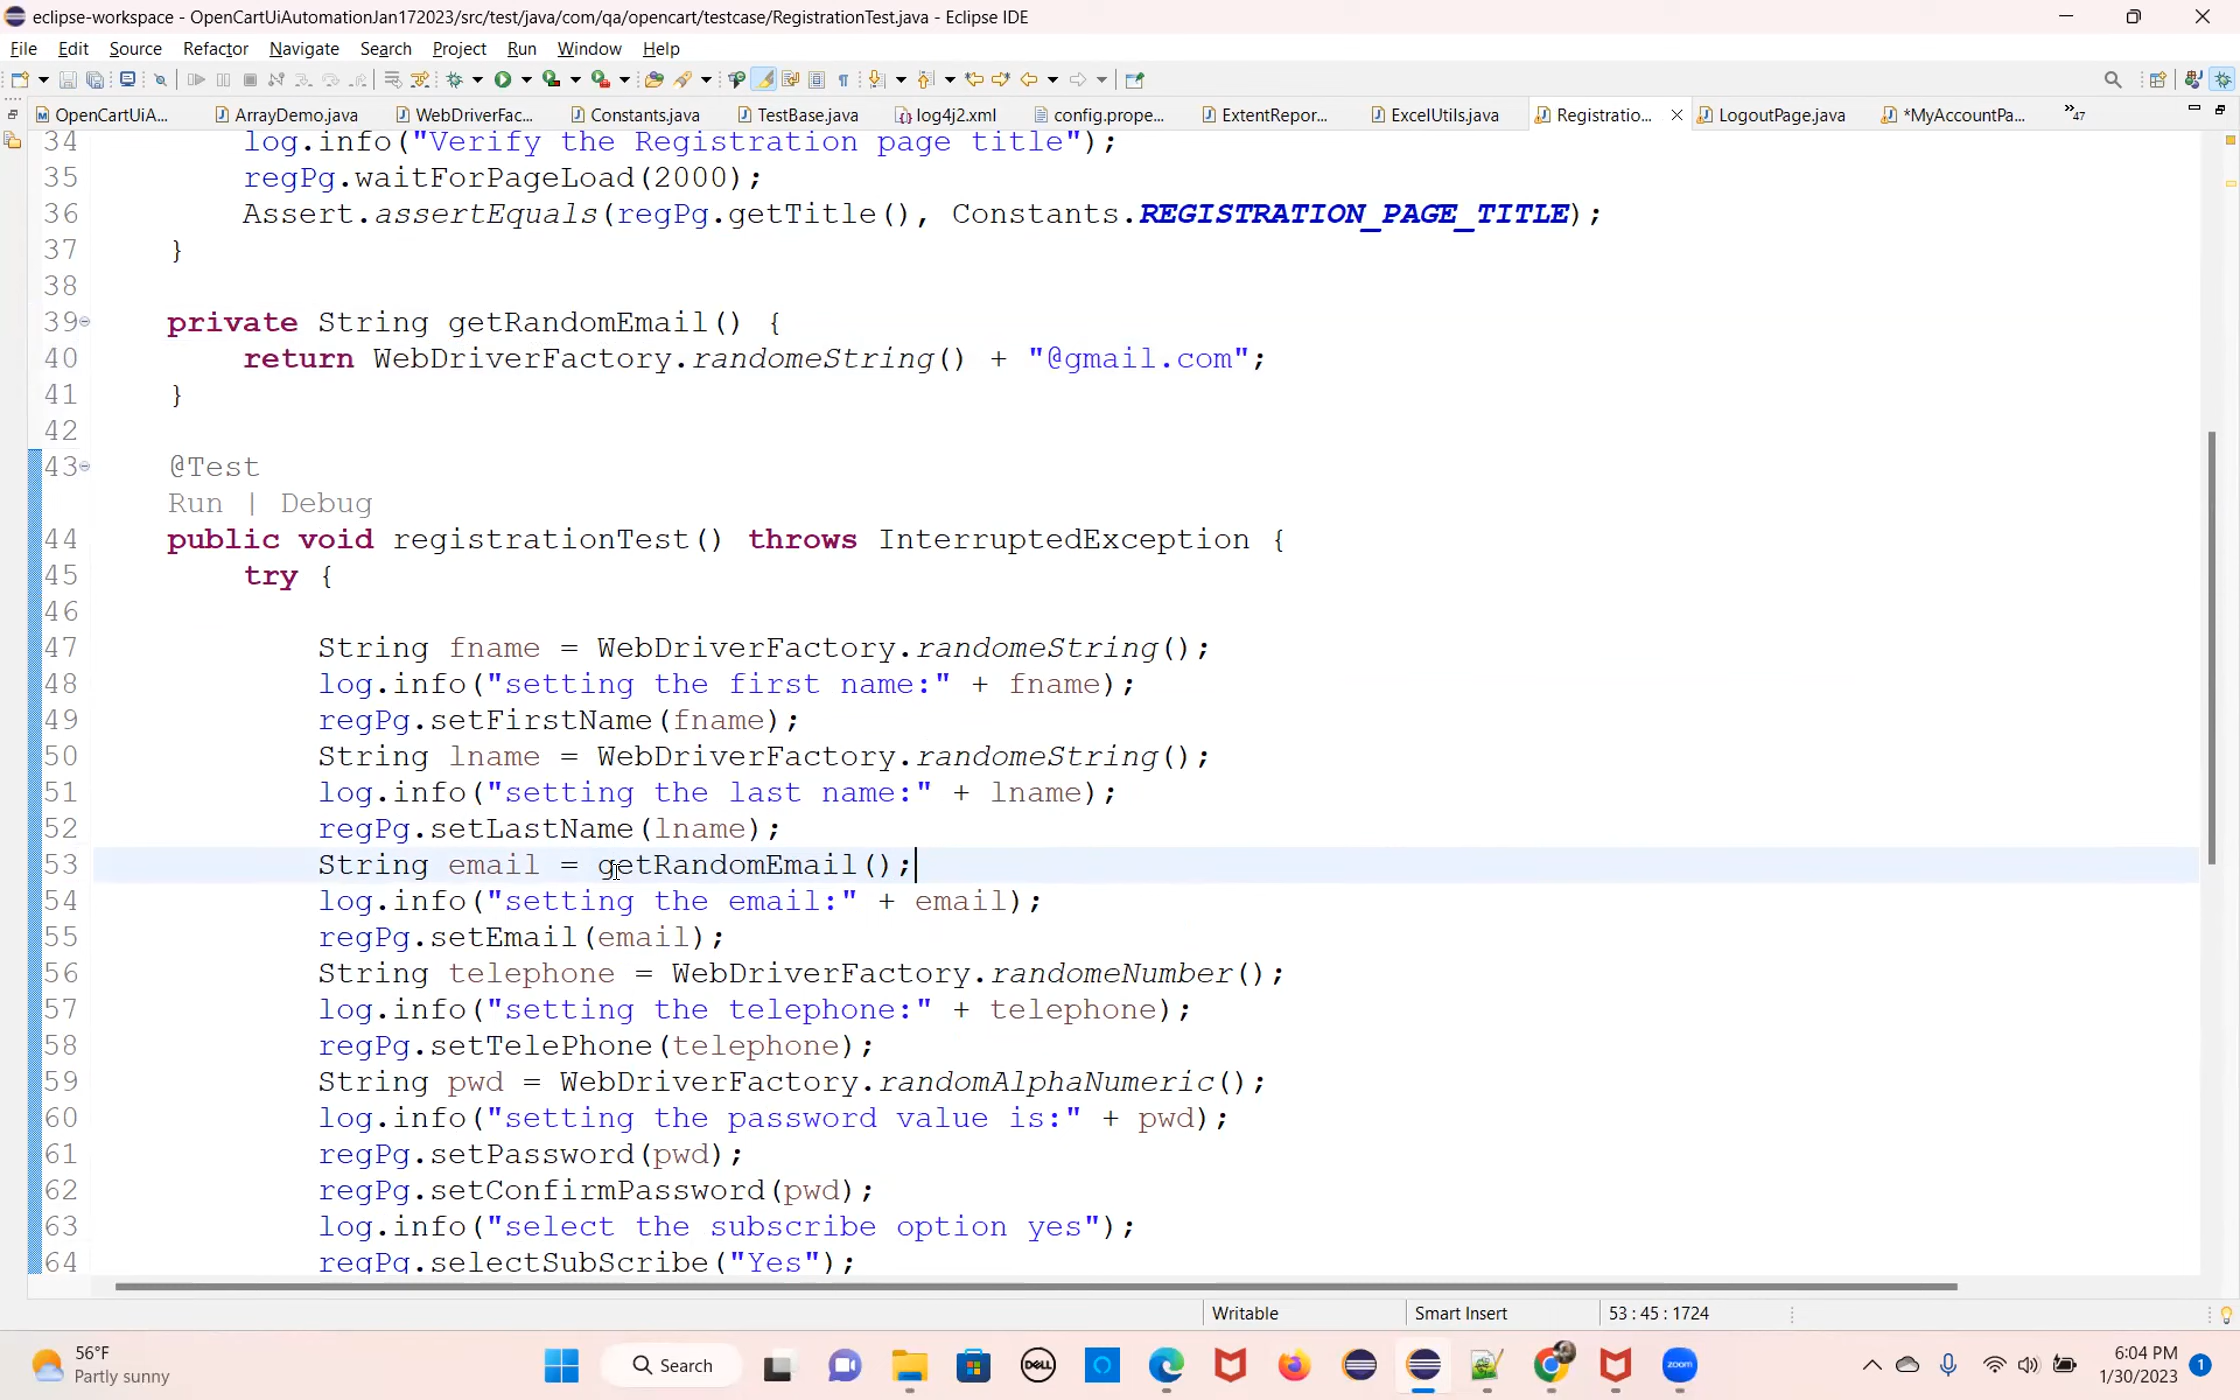 eclipse-workspace - OpenCartUiAutomationJan172023/src/test/java/com/qa/opencart/testcase/RegistrationTest.java - Eclipse IDE
File Edit Source Refactor Navigate Search Project Run Window Help
OpenCartUiA... ArrayDemo.java WebDriverFac... Constants.java TestBase.java log4j2.xml config.prope... ExtentRepor... ExcelUtils.java Registratio... LogoutPage.java *MyAccountPa... »47
34 log.info("Verify the Registration page title");
35 regPg.waitForPageLoad(2000);
36 Assert.assertEquals(regPg.getTitle(), Constants.REGISTRATION_PAGE_TITLE);
37 }
38
39 private String getRandomEmail() {
40 return WebDriverFactory.randomeString() + "@gmail.com";
41 }
42
43 @Test
Run | Debug
44 public void registrationTest() throws InterruptedException {
45 try {
46
47 String fname = WebDriverFactory.randomeString();
48 log.info("setting the first name:" + fname);
49 regPg.setFirstName(fname);
50 String lname = WebDriverFactory.randomeString();
51 log.info("setting the last name:" + lname);
52 regPg.setLastName(lname);
53 String email = getRandomEmail();
54 log.info("setting the email:" + email);
55 regPg.setEmail(email);
56 String telephone = WebDriverFactory.randomeNumber();
57 log.info("setting the telephone:" + telephone);
58 regPg.setTelePhone(telephone);
59 String pwd = WebDriverFactory.randomAlphaNumeric();
60 log.info("setting the password value is:" + pwd);
61 regPg.setPassword(pwd);
62 regPg.setConfirmPassword(pwd);
63 log.info("select the subscribe option yes");
64 regPg.selectSubScribe("Yes");
Writable Smart Insert 53 : 45 : 1724
56°F
Partly sunny
Search
DELL
zoom
6:04 PM
1/30/2023
1